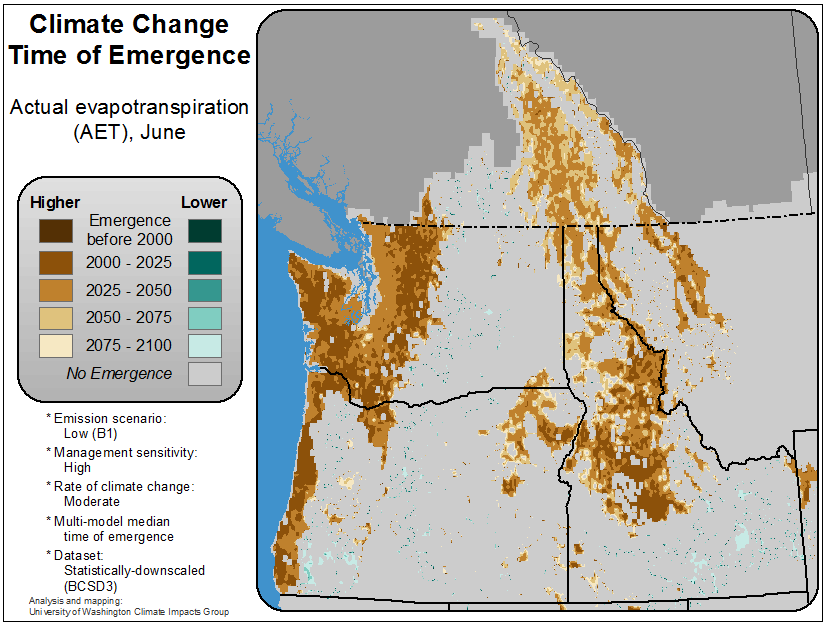 Climate Change
Time of Emergence
Actual evapotranspiration
(AET), June
Higher Lower
Emergence
before 2000
2000 - 2025
2025 - 2050
2050 - 2075
2075 - 2100
No Emergence
* Emission scenario:
Low (B1)
* Management sensitivity:
High
* Rate of climate change:
Moderate
* Multi-model median
time of emergence
* Dataset:
Statistically-downscaled
(BCSD3)
Analysis and mapping:
University of Washington Climate Impacts Group